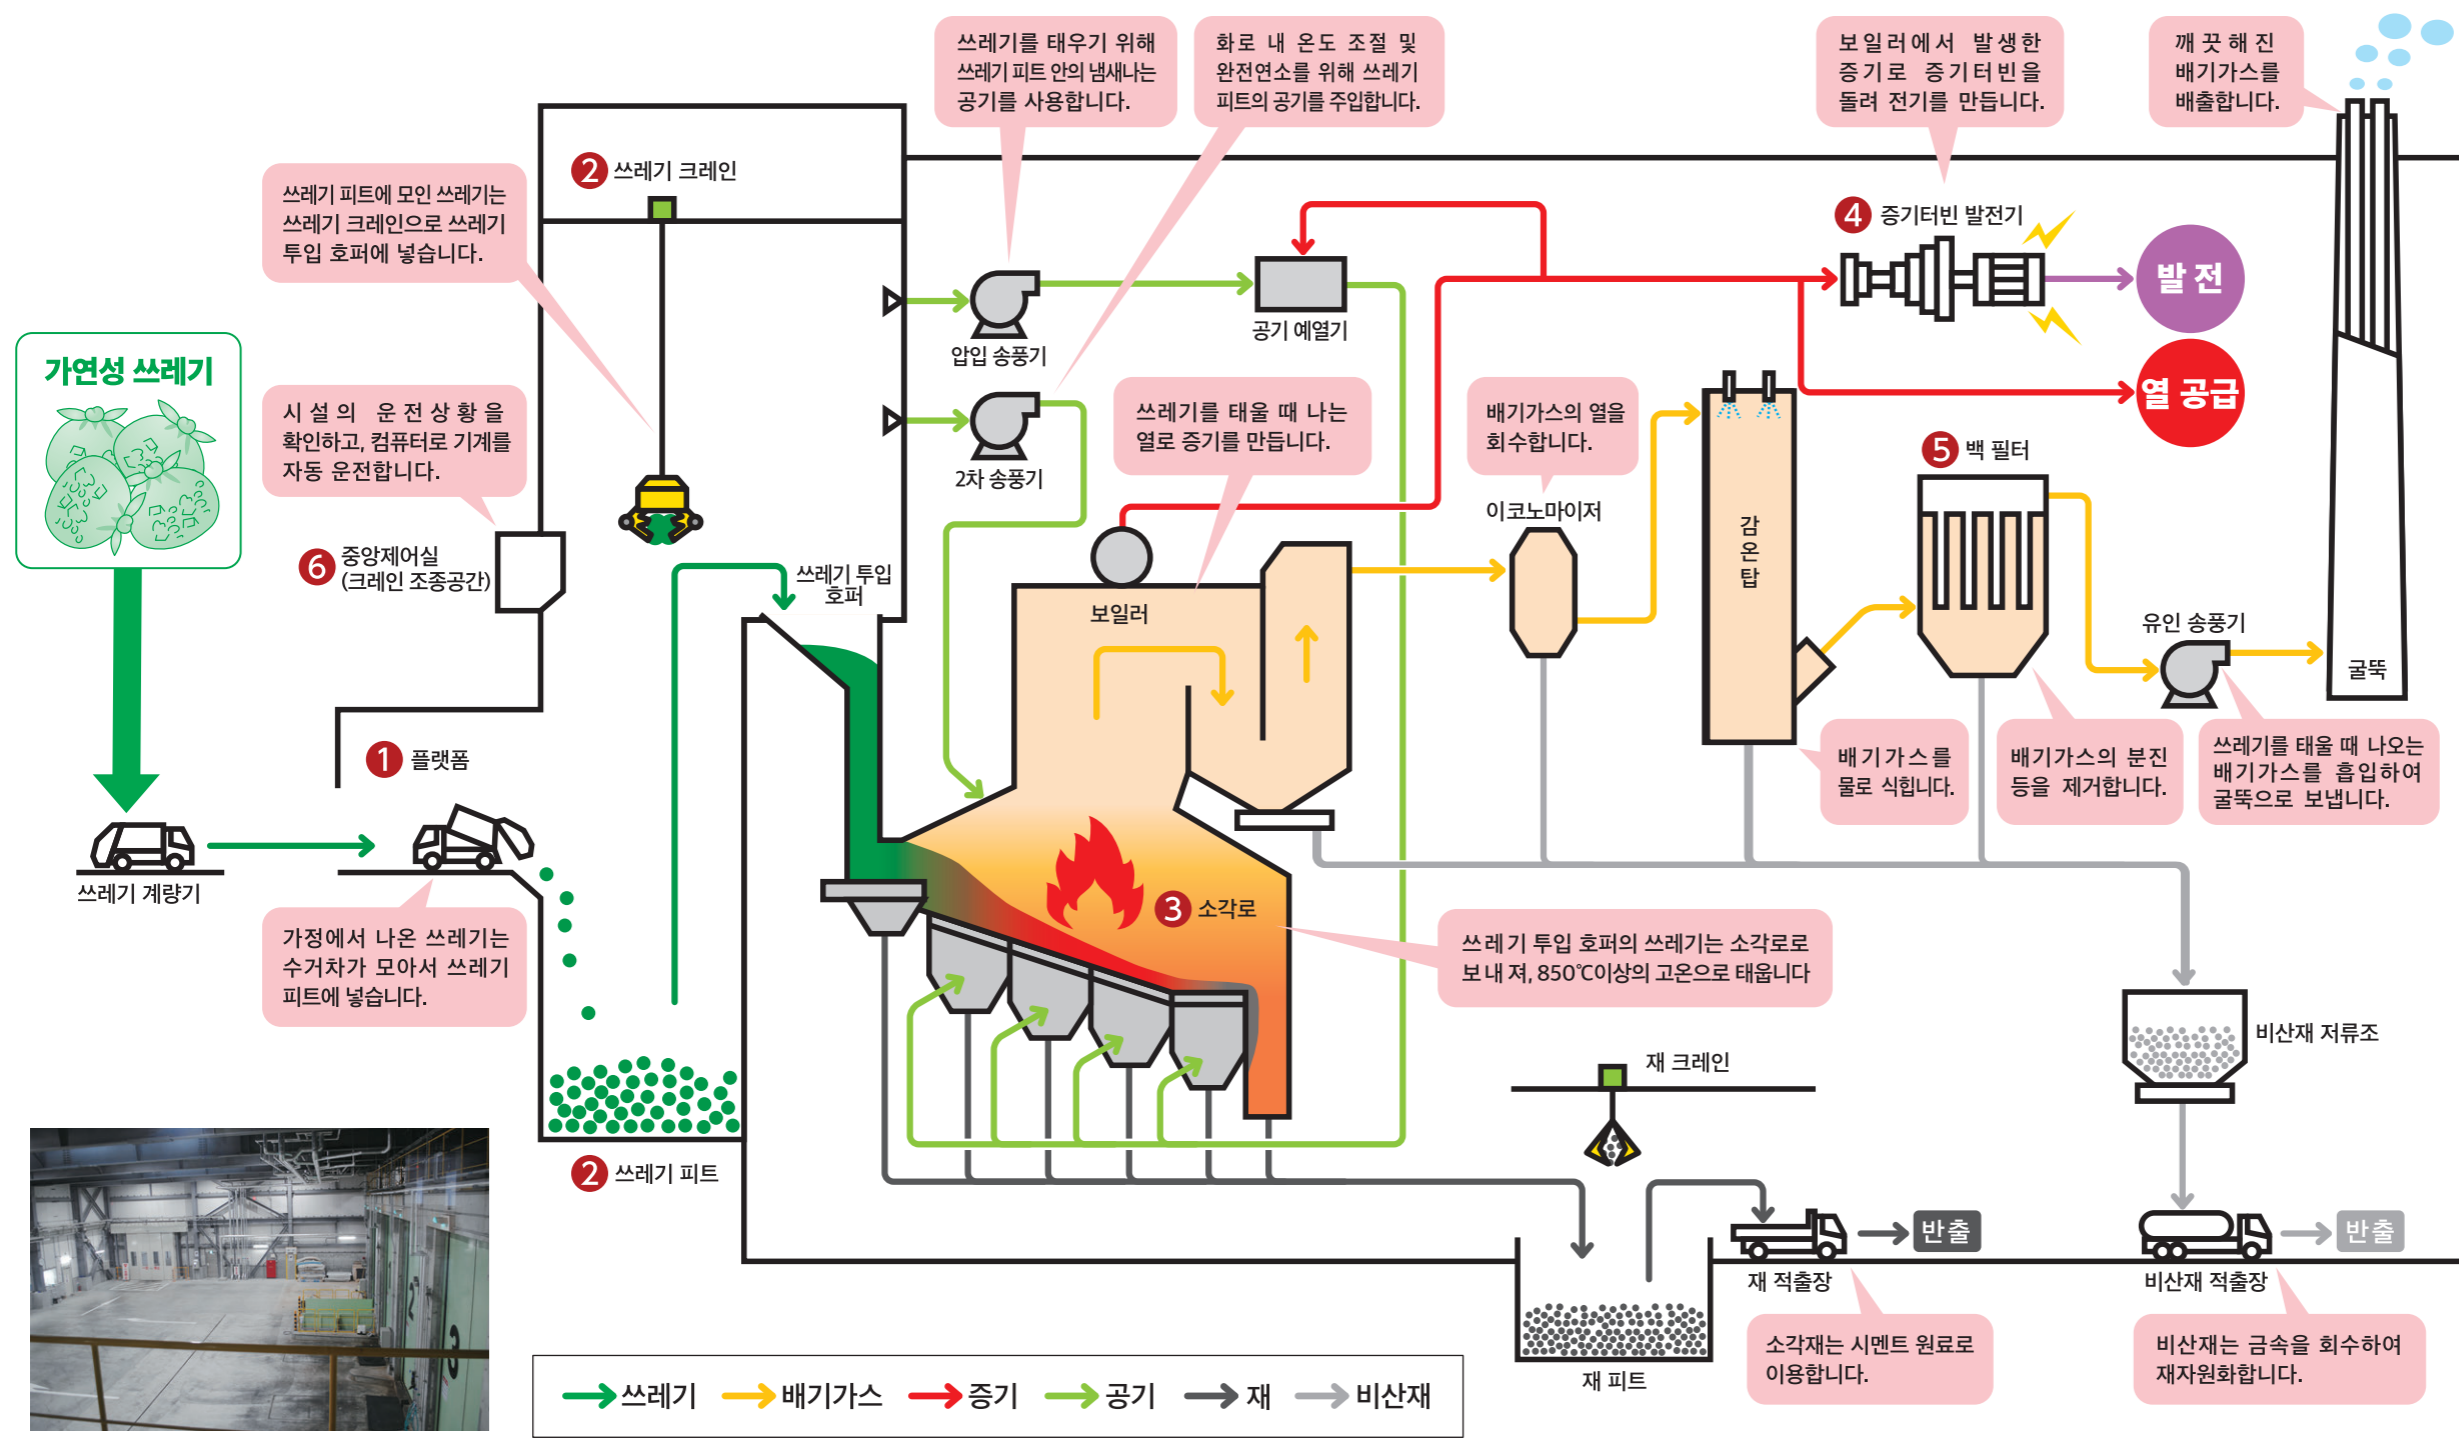 쓰레기를 태우기 위해
쓰레기 피트 안의 냄새나는
공기를 사용합니다.
화로 내 온도 조절 및
완전연소를 위해 쓰레기
피트의 공기를 주입합니다.
보일러에서 발생한
증기로 증기터빈을
돌려 전기를 만듭니다.
깨끗해진
배기가스를
배출합니다.
2 쓰레기 크레인
쓰레기 피트에 모인 쓰레기는
쓰레기 크레인으로 쓰레기
투입 호퍼에 넣습니다.
4 증기터빈 발전기
발전
공기 예열기
압입 송풍기
가연성 쓰레기
열 공급
시설의 운전상황을
확인하고, 컴퓨터로 기계를
자동 운전합니다.
2차 송풍기
쓰레기를 태울 때 나는
열로 증기를 만듭니다.
배기가스의 열을
회수합니다.
이코노마이저
감온탑
5 백 필터
6 중앙제어실
(크레인 조종공간)
쓰레기 투입
호퍼
보일러
유인 송풍기
굴뚝
1 플랫폼
배기가스를
물로 식힙니다.
배기가스의 분진
등을 제거합니다.
쓰레기를 태울 때 나오는
배기가스를 흡입하여
굴뚝으로 보냅니다.
쓰레기 계량기
가정에서 나온 쓰레기는
수거차가 모아서 쓰레기
피트에 넣습니다.
3 소각로
쓰레기 투입 호퍼의 쓰레기는 소각로로
보내져, 850℃이상의 고온으로 태웁니다
비산재 저류조
재 크레인
2 쓰레기 피트
반출
반출
재 적출장
비산재 적출장
소각재는 시멘트 원료로
이용합니다.
비산재는 금속을 회수하여
재자원화합니다.
재 피트
2
3
쓰레기 배기가스 증기 공기 재 비산재